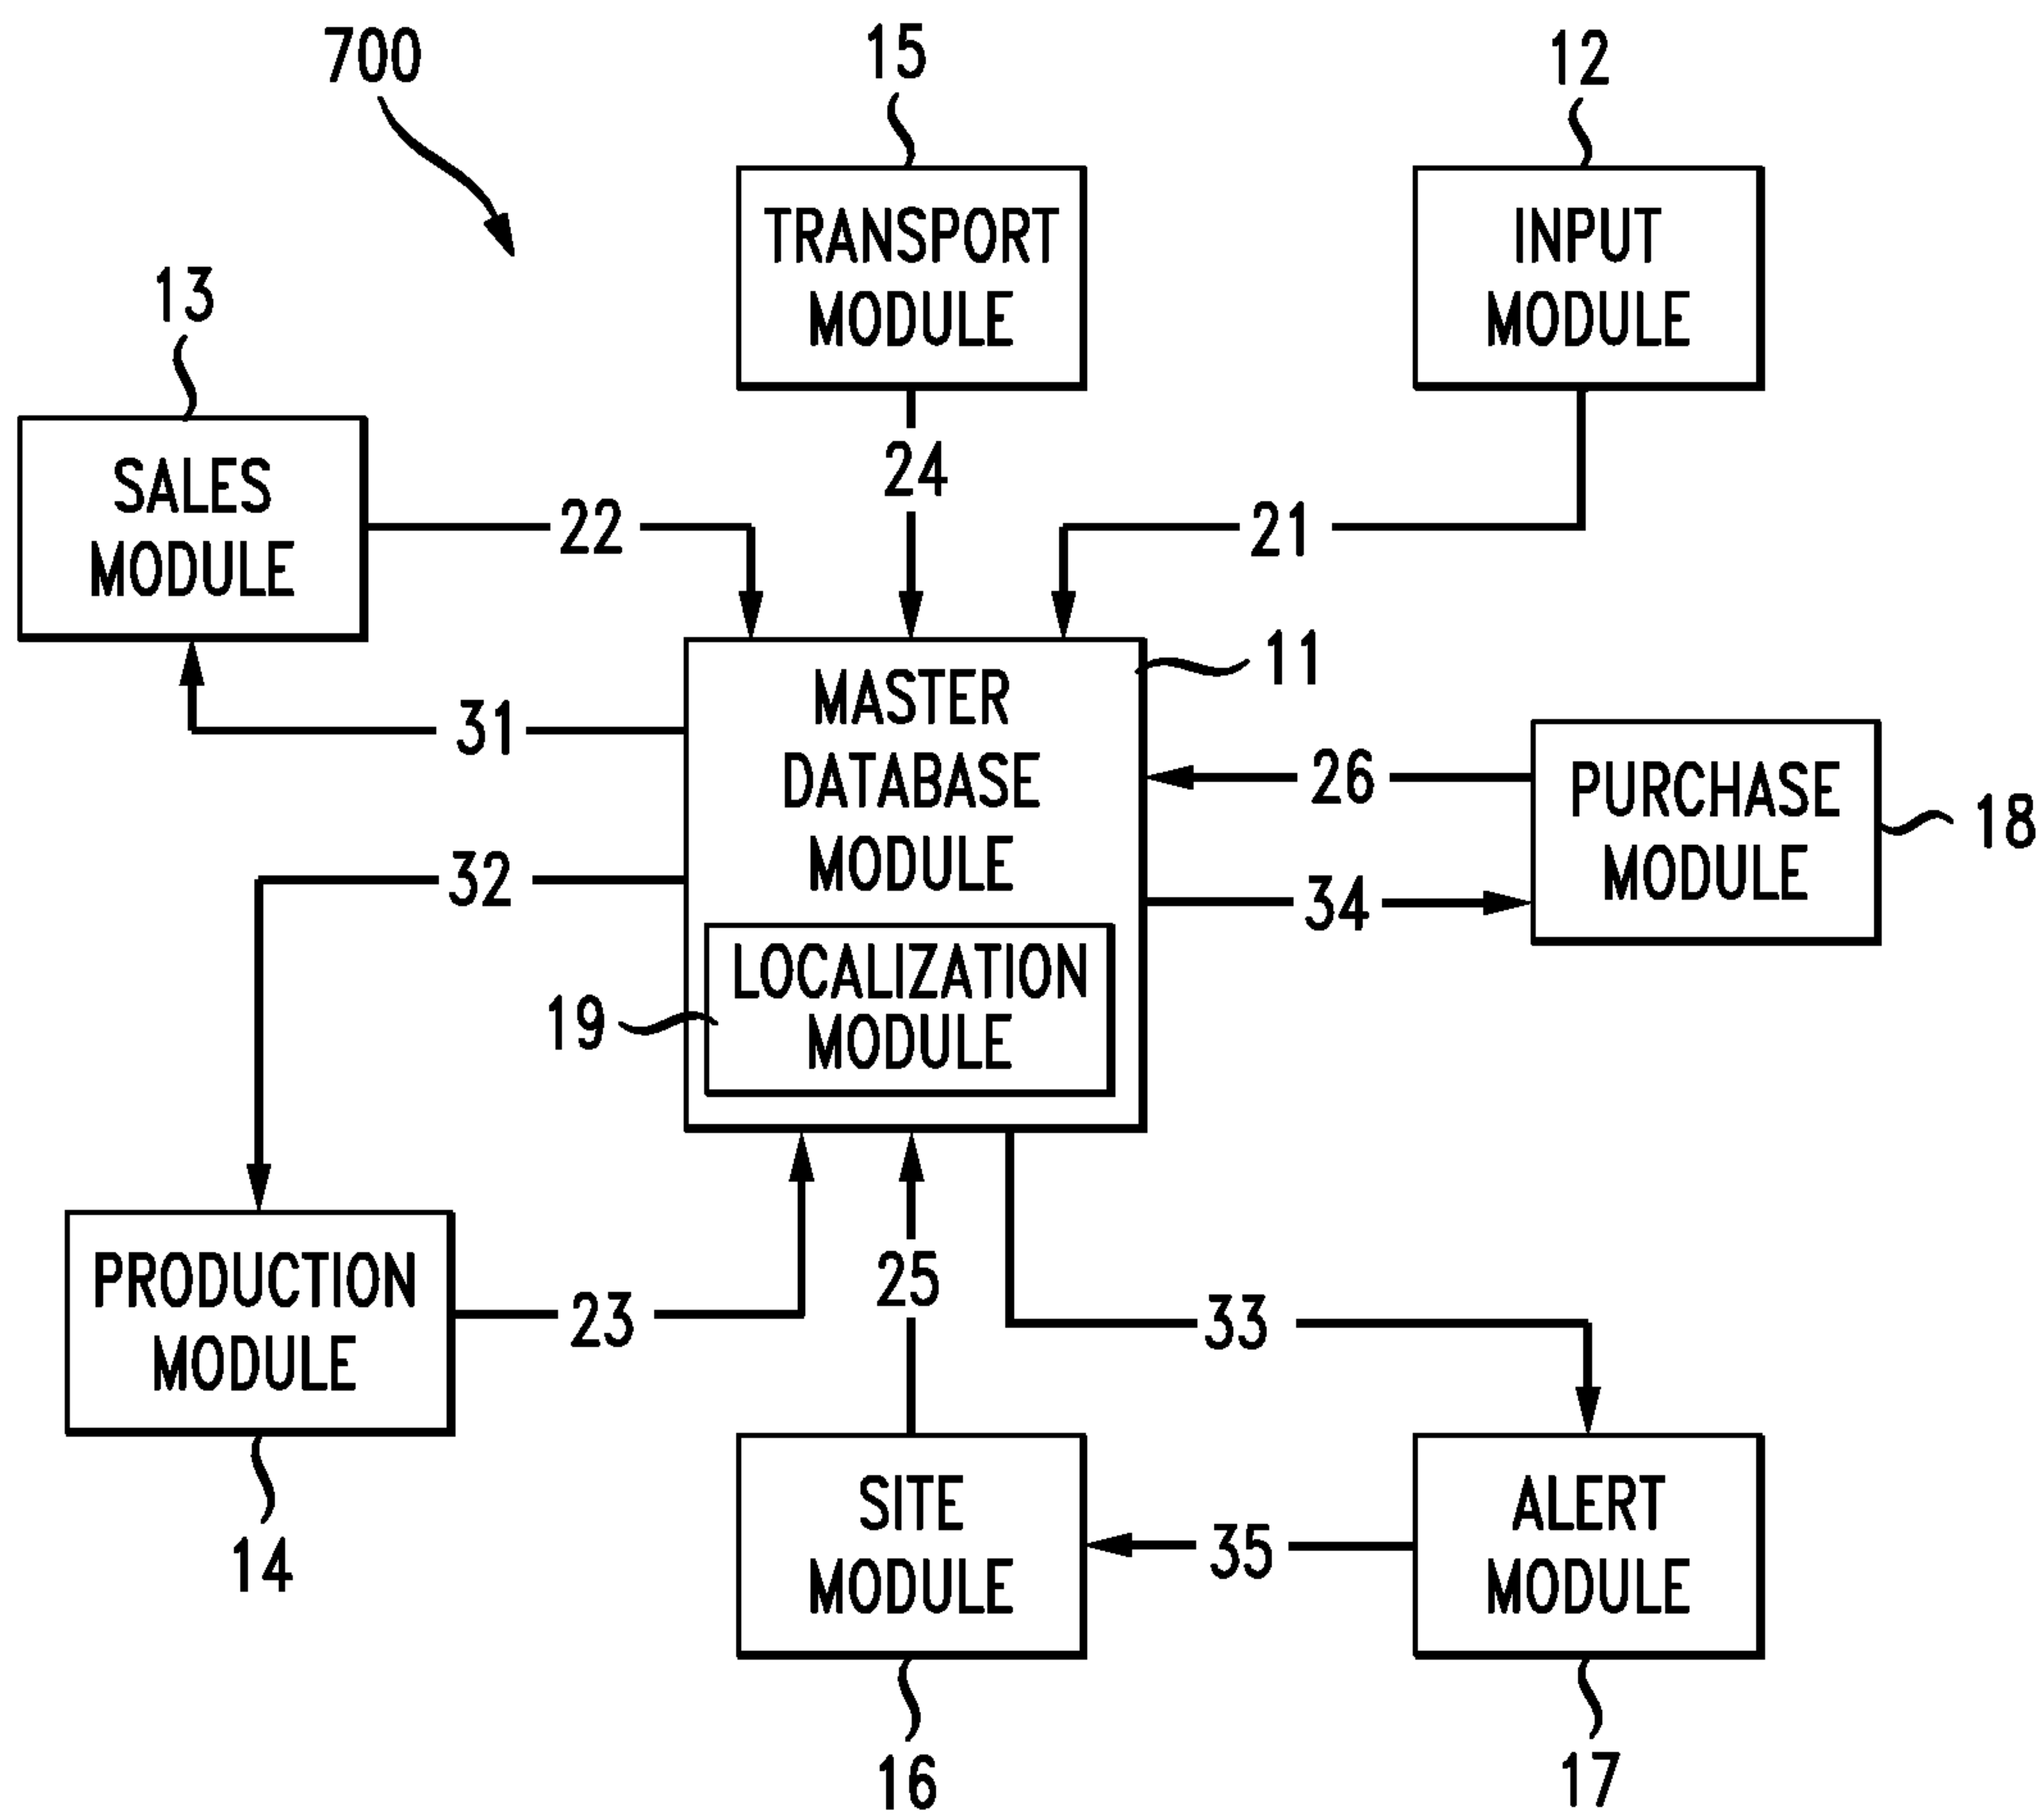 700
15
12
TRANSPORT
MODULE
INPUT
MODULE
13
SALES
MODULE
24
22
21
11
MASTER
DATABASE
MODULE
31
26
PURCHASE
MODULE
18
32
34
LOCALIZATION
MODULE
19
PRODUCTION
MODULE
23
25
33
14
SITE
MODULE
35
ALERT
MODULE
16
17